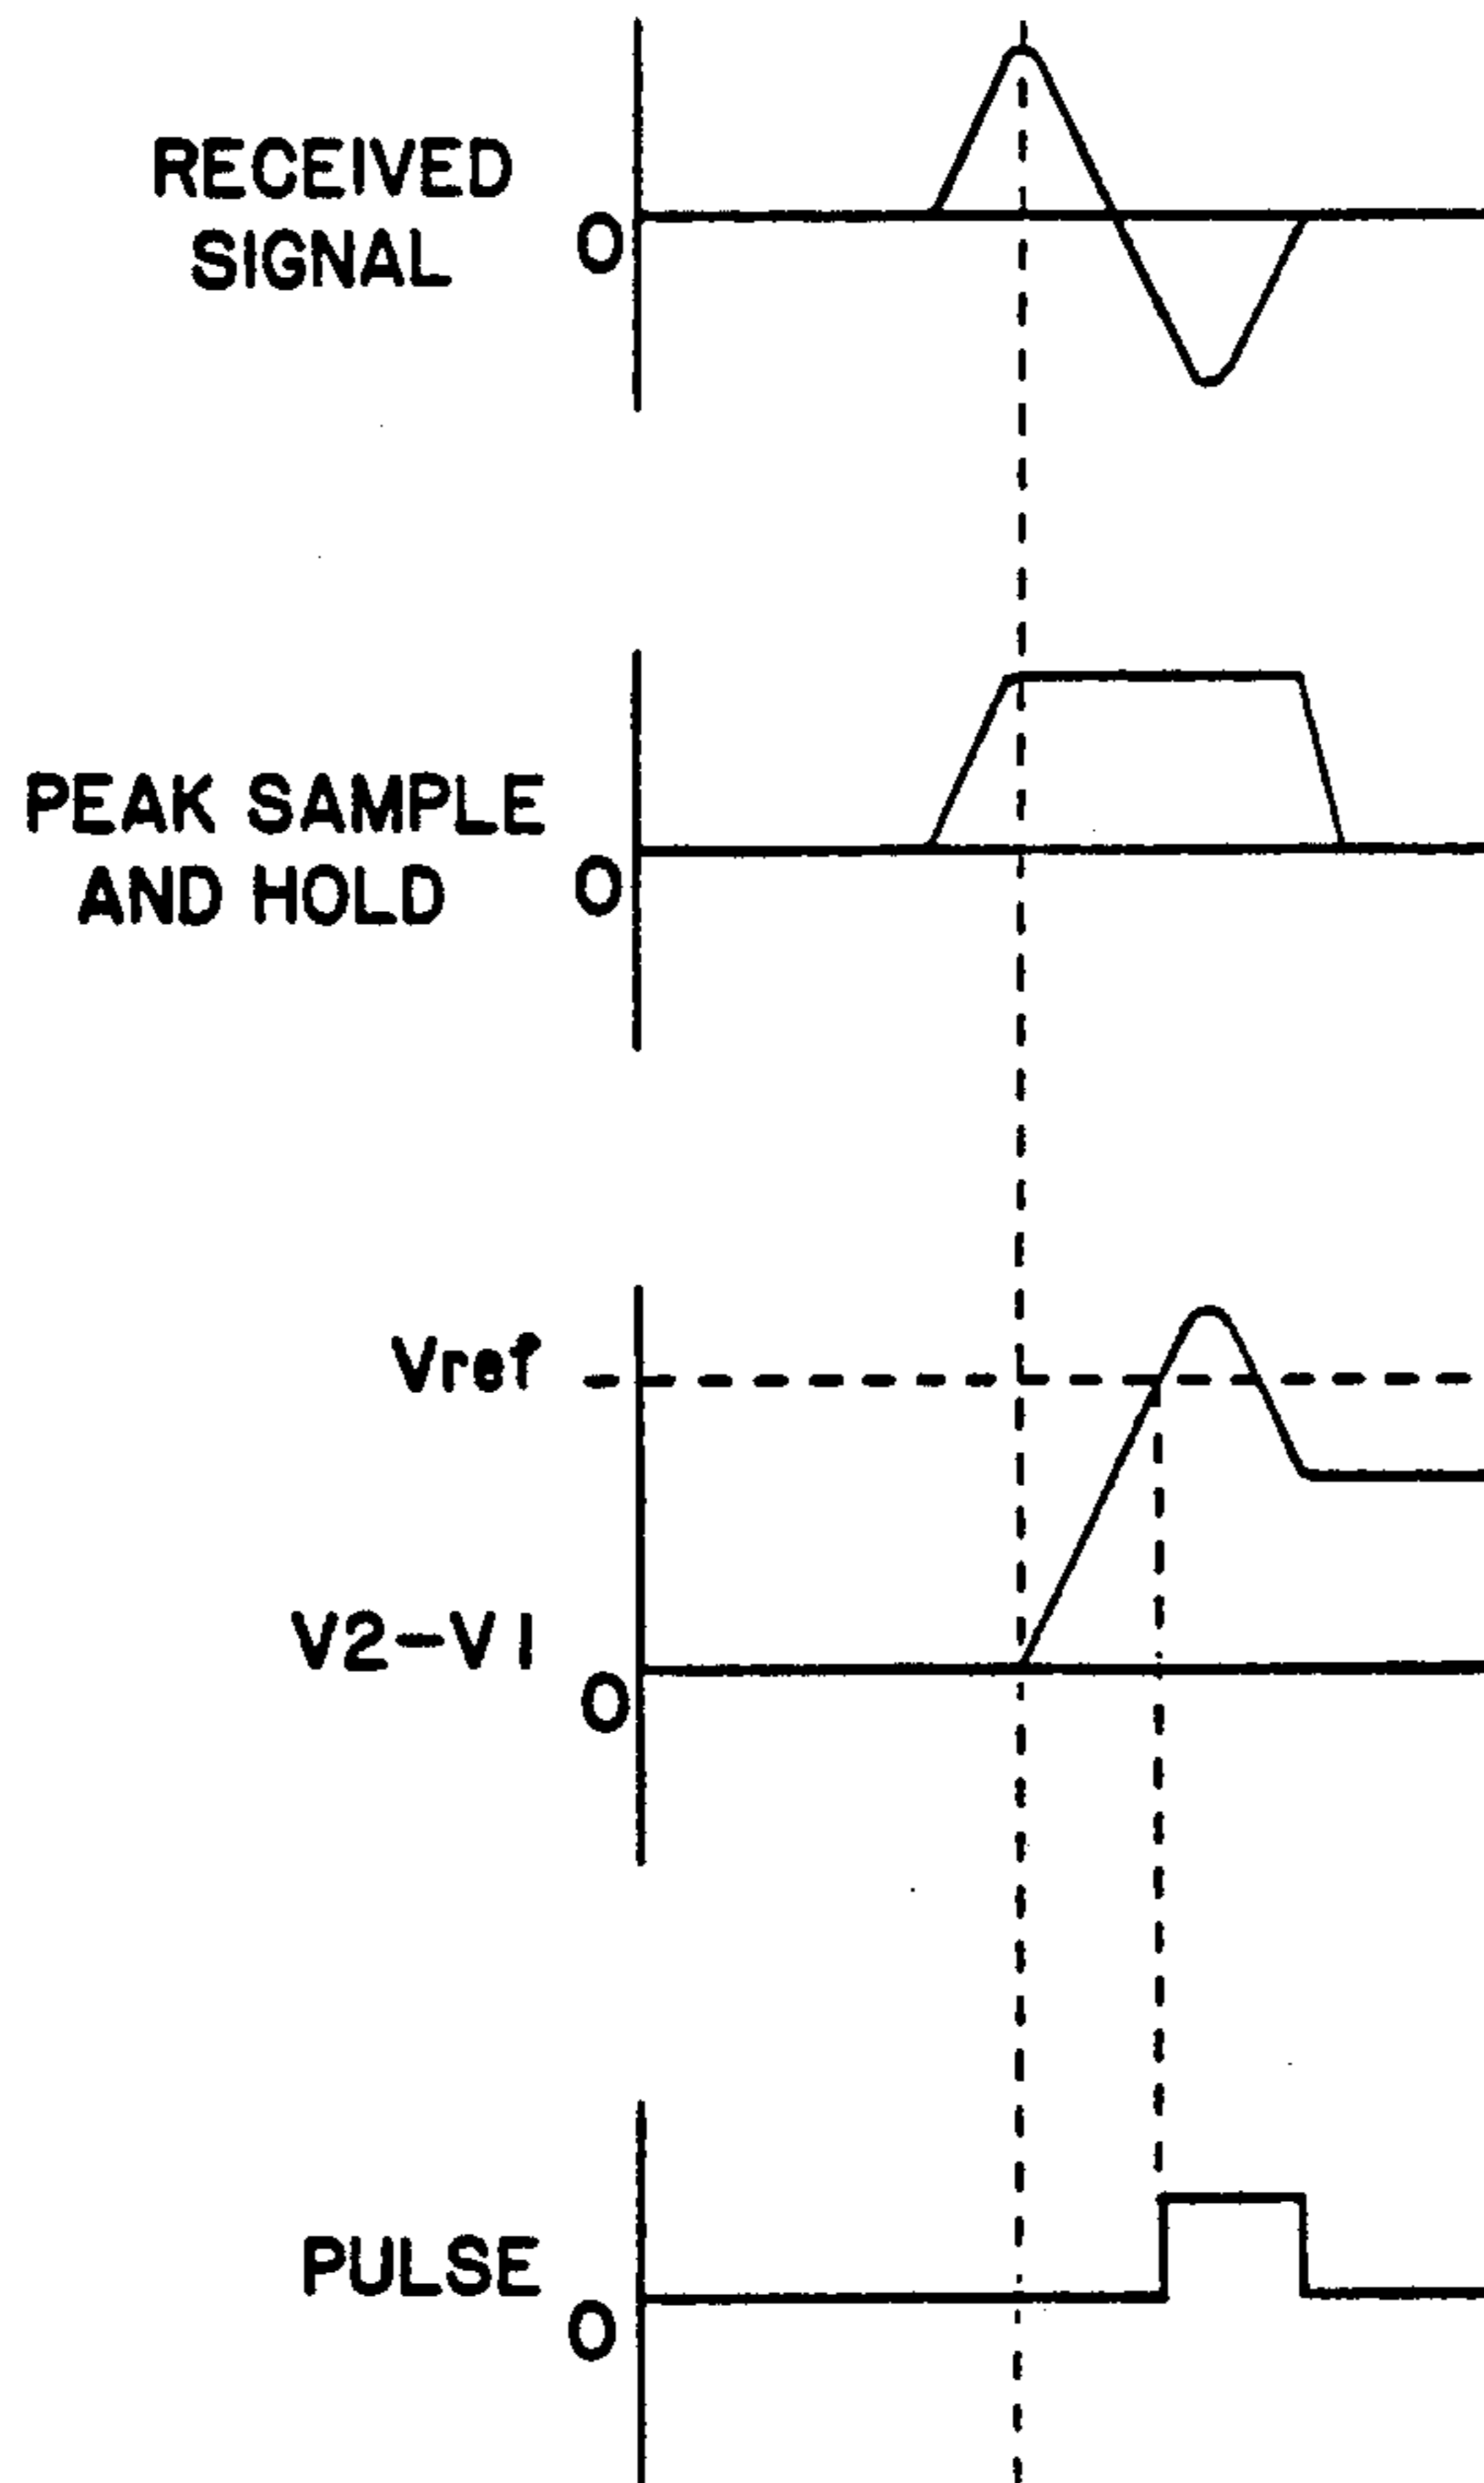 RECEIVED
SIGNAL
0
PEAK SAMPLE
AND HOLD
0
Vref
V2-V1
0
PULSE
0